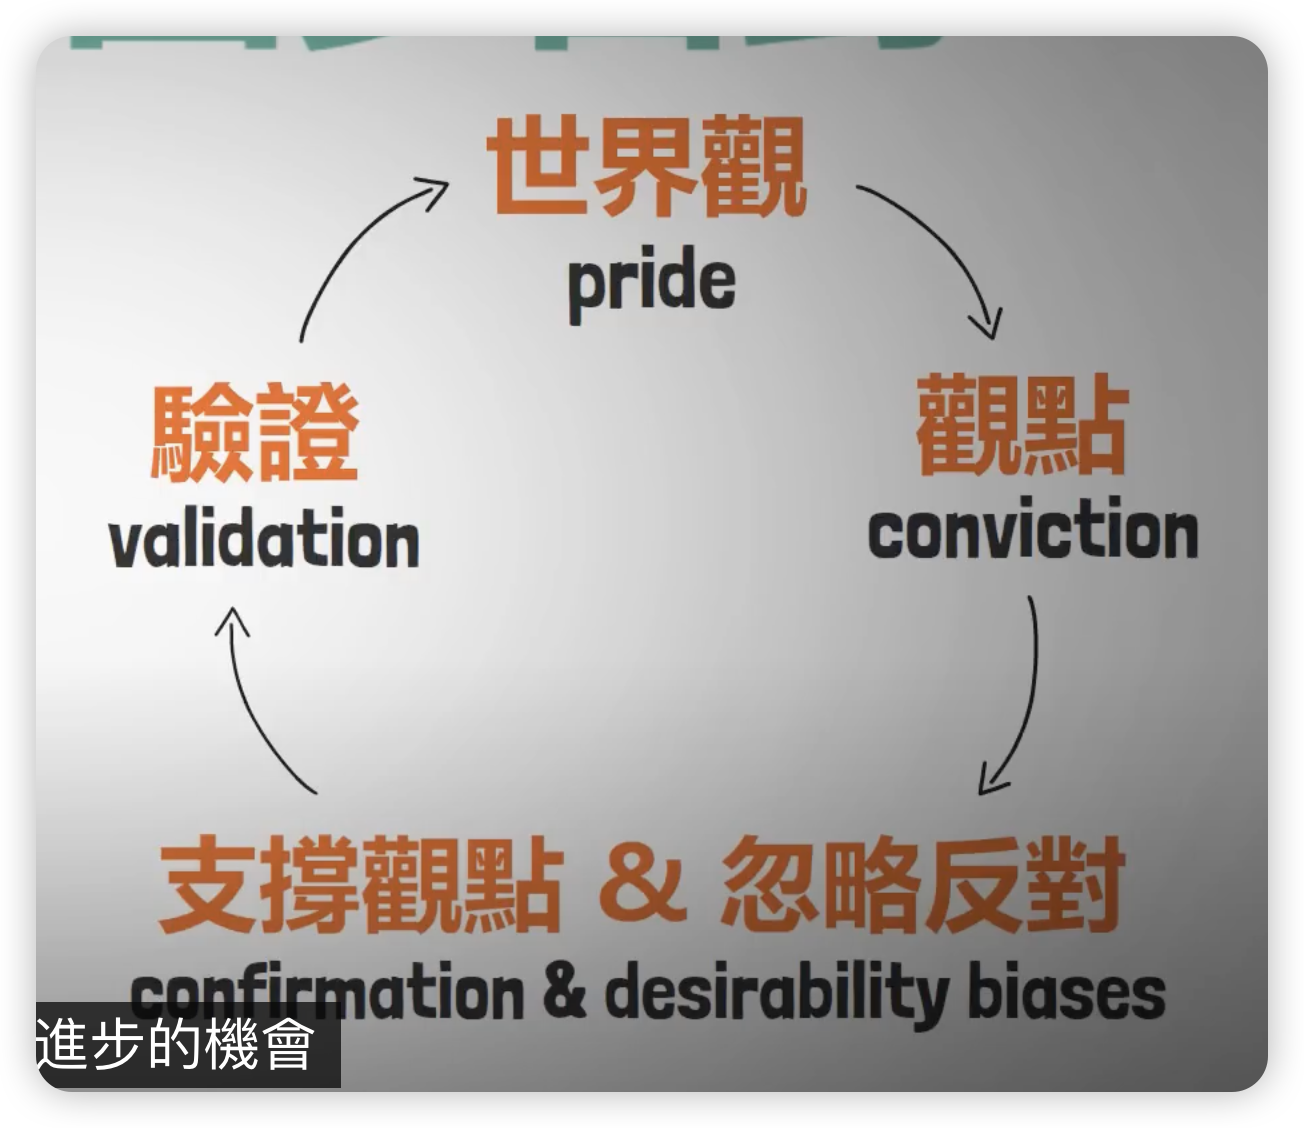 世界觀
pride
驗證
validation
觀點
conviction
支撐觀點 & 忽略反對
confirmation & desirability biases
進步的機會